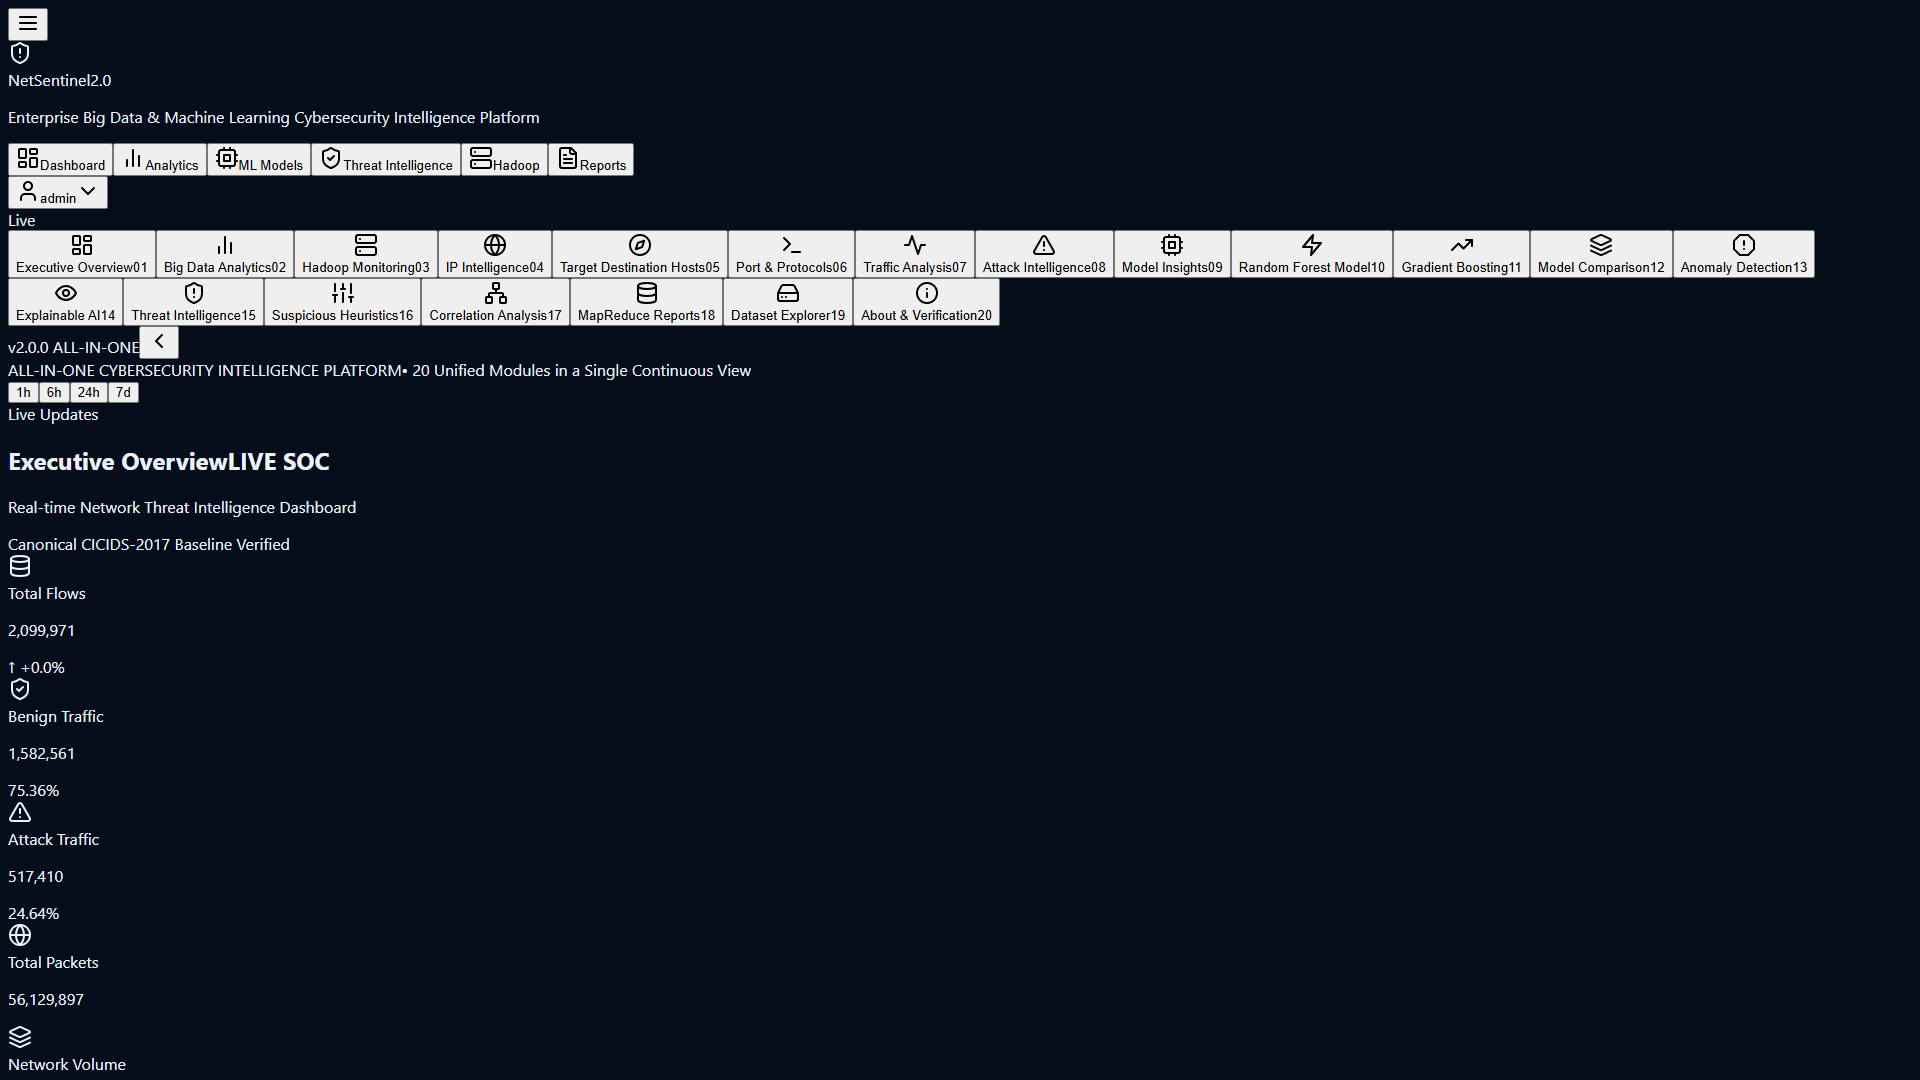 NetSentinel2.0
Enterprise Big Data & Machine Learning Cybersecurity Intelligence Platform
Dashboard Analytics ML Models Threat Intelligence Hadoop Reports
admin
Live
Executive Overview01 Big Data Analytics02 Hadoop Monitoring03 IP Intelligence04 Target Destination Hosts05 Port & Protocols06 Traffic Analysis07 Attack Intelligence08 Model Insights09 Random Forest Model10 Gradient Boosting11 Model Comparison12 Anomaly Detection13
Explainable AI14 Threat Intelligence15 Suspicious Heuristics16 Correlation Analysis17 MapReduce Reports18 Dataset Explorer19 About & Verification20
v2.0.0 ALL-IN-ONE
ALL-IN-ONE CYBERSECURITY INTELLIGENCE PLATFORM• 20 Unified Modules in a Single Continuous View
1h 6h 24h 7d
Live Updates
Executive OverviewLIVE SOC
Real-time Network Threat Intelligence Dashboard
Canonical CICIDS-2017 Baseline Verified
Total Flows
2,099,971
↑ +0.0%
Benign Traffic
1,582,561
75.36%
Attack Traffic
517,410
24.64%
Total Packets
56,129,897
Network Volume